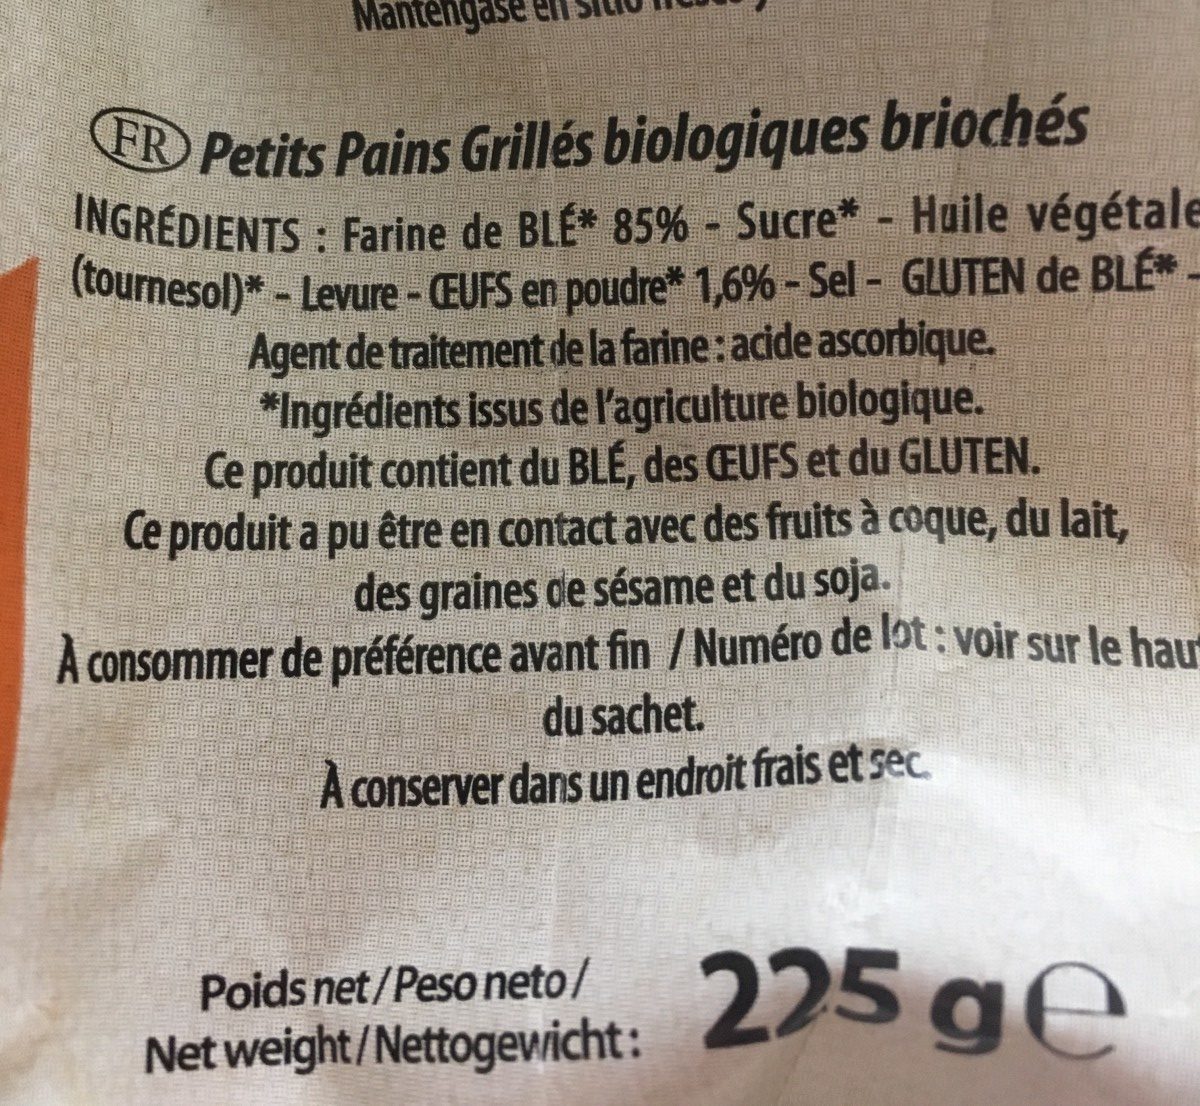 Manténgase en sitio
FR Petits Pains Grillés biologiques briochés
INGRÉDIENTS : Farine de BLÉ* 85% - Sucre* - Huile végétale
(tournesol)* - Levure - ŒUFS en poudre* 1,6% - Sel - GLUTEN de BLÉ* -
Agent de traitement de la farine : acide ascorbique.
*Ingrédients issus de l'agriculture biologique.
Ce produit contient du BLÉ, des ŒUFS et du GLUTEN.
Ce produit a pu être en contact avec des fruits à coque, du lait,
des graines de sésame et du soja.
À consommer de préférence avant fin / Numéro de lot : voir sur le hau
du sachet.
À conserver dans un endroit frais et sec.
Poids net / Peso neto /
Net weight / Nettogewicht : 225 g e